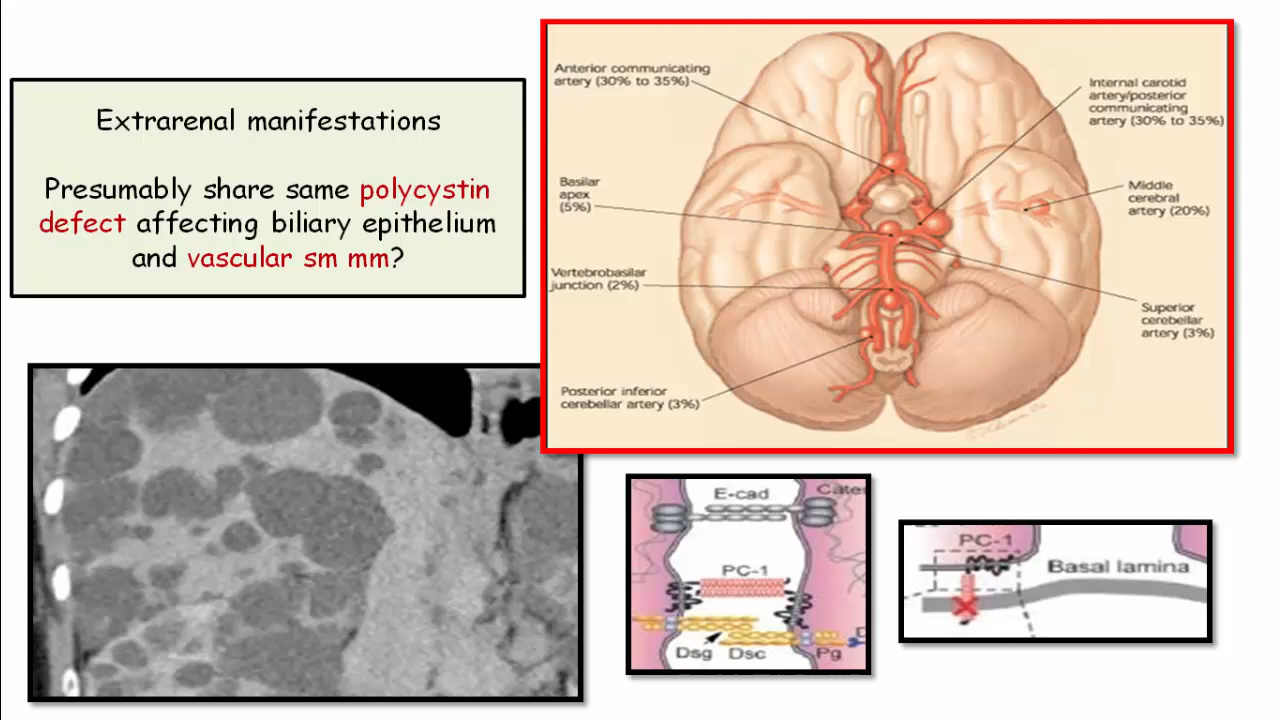 Extrarenal manifestations
Presumably share same polycystin
defect affecting biliary epithelium
and vascular sm mm?
Anterior communicating
artery (30% to 35%)
Internal carotid
artery/posterior
communicating
artery (30% to 35%)
Basilar
apex
(5%)
Middle
cerebral
artery (20%)
Vertebrobasilar
junction (2%)
Superior
cerebellar
artery (3%)
Posterior inferior
cerebellar artery (3%)
E-cad
Cate
PC-1
Dsg
Dsc
Pg
D
PC-1
Basal lamina